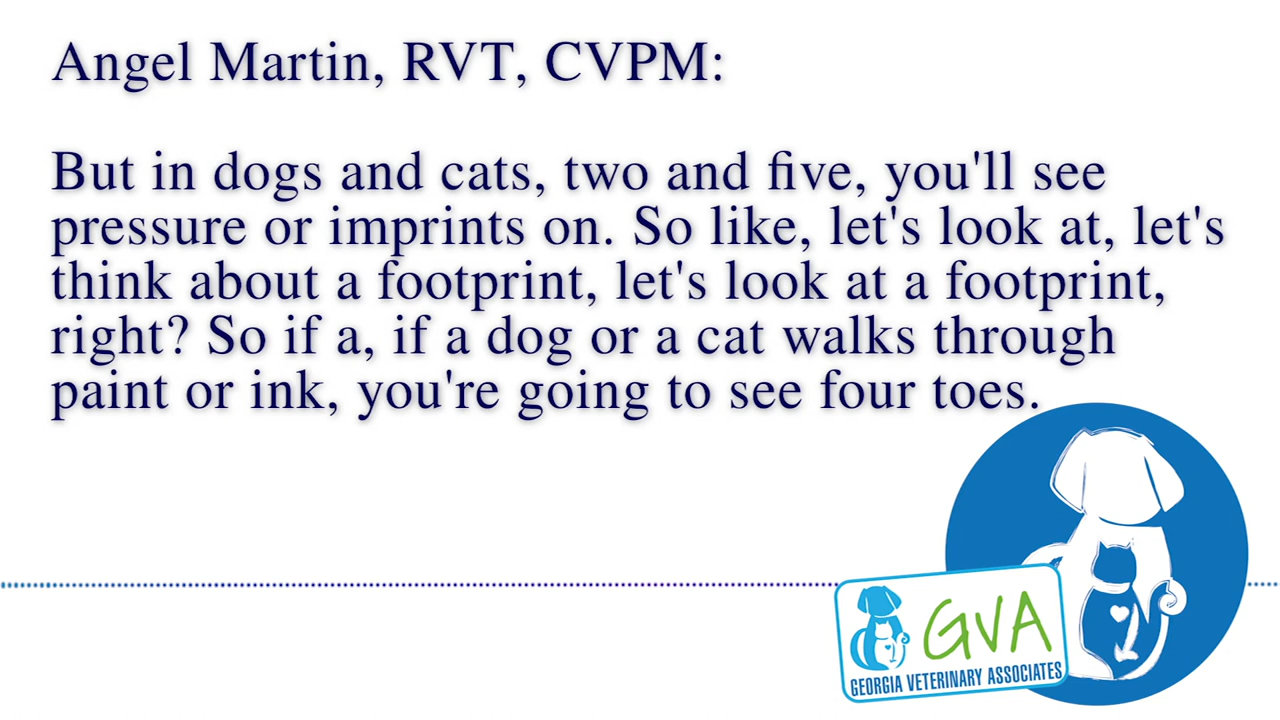 Angel Martin, RVT, CVPM:
But in dogs and cats, two and five, you'll see
pressure or imprints on. So like, let's look at, let's
think about a footprint, let's look at a footprint,
right? So if a, if a dog or a cat walks through
paint or ink, you're going to see four toes.
GVA
GEORGIA VETERINARY ASSOCIATES